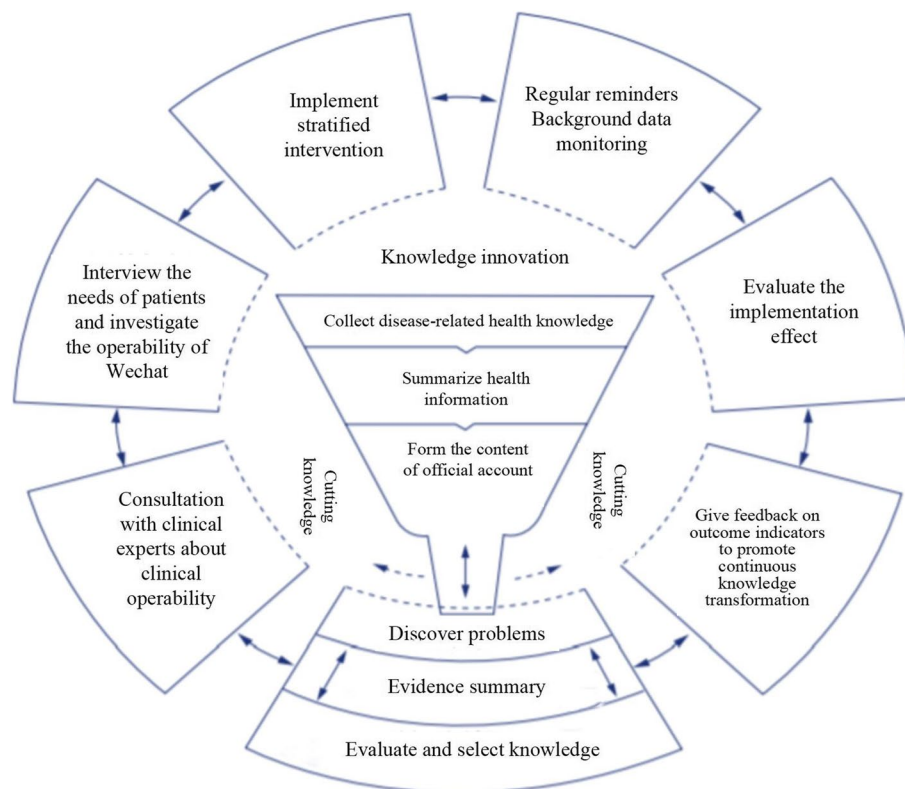 Implement
stratified
intervention
Regular reminders
Background data
monitoring
Interview the
needs of patients
and investigate
the operability of
Wechat
Knowledge innovation
Evaluate the
implementation
effect
Collect disease-related health knowledge
Summarize health
information
Form the content
of official account
Cutting
knowledge
Cutting
knowledge
Consultation
with clinical
experts about
clinical
operability
Give feedback on
outcome indicators
to promote
continuous
knowledge
transformation
Discover problems
Evidence summary
Evaluate and select knowledge